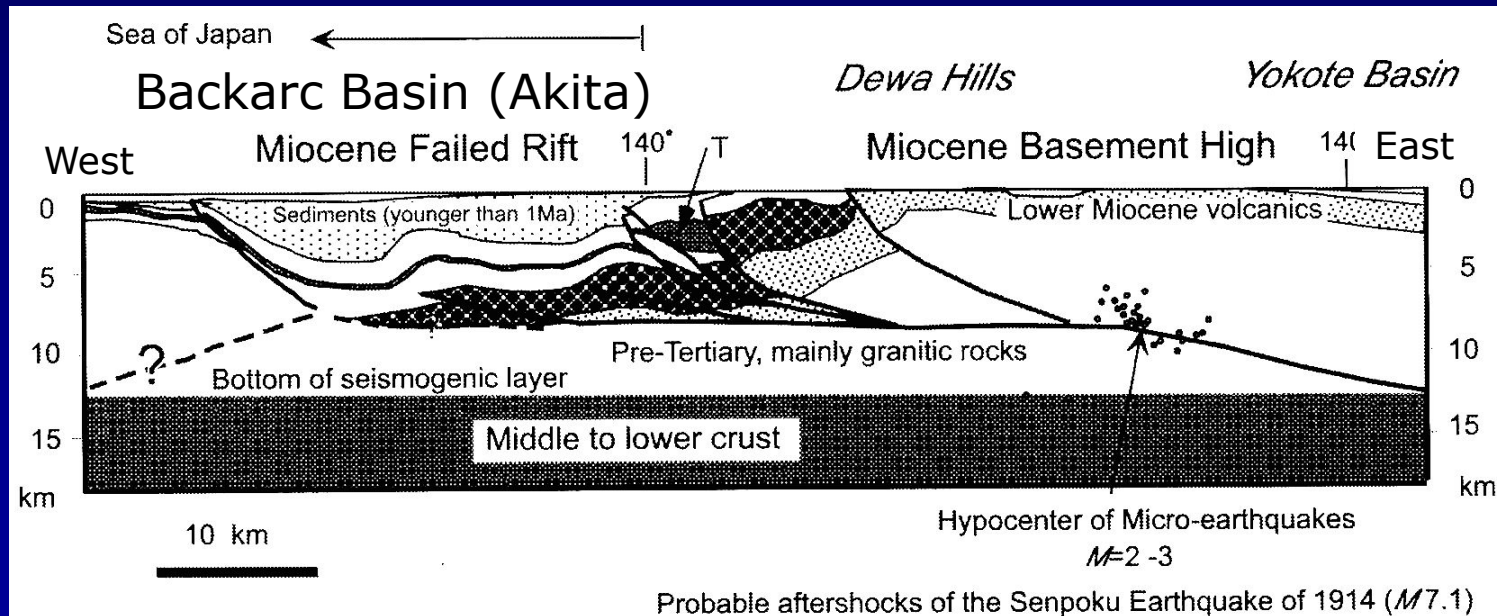 Sea of Japan
Backarc Basin (Akita)
Dewa Hills
Yokote Basin
West
Miocene Failed Rift
140°
T
Miocene Basement High
14(
East
0
Sediments (younger than 1Ma)
Lower Miocene volcanics
0
5
5
10
?
Pre-Tertiary, mainly granitic rocks
10
Bottom of seismogenic layer
15
Middle to lower crust
15
km
km
10 km
Hypocenter of Micro-earthquakes
M=2 -3
Probable aftershocks of the Senpoku Earthquake of 1914 (M7.1)